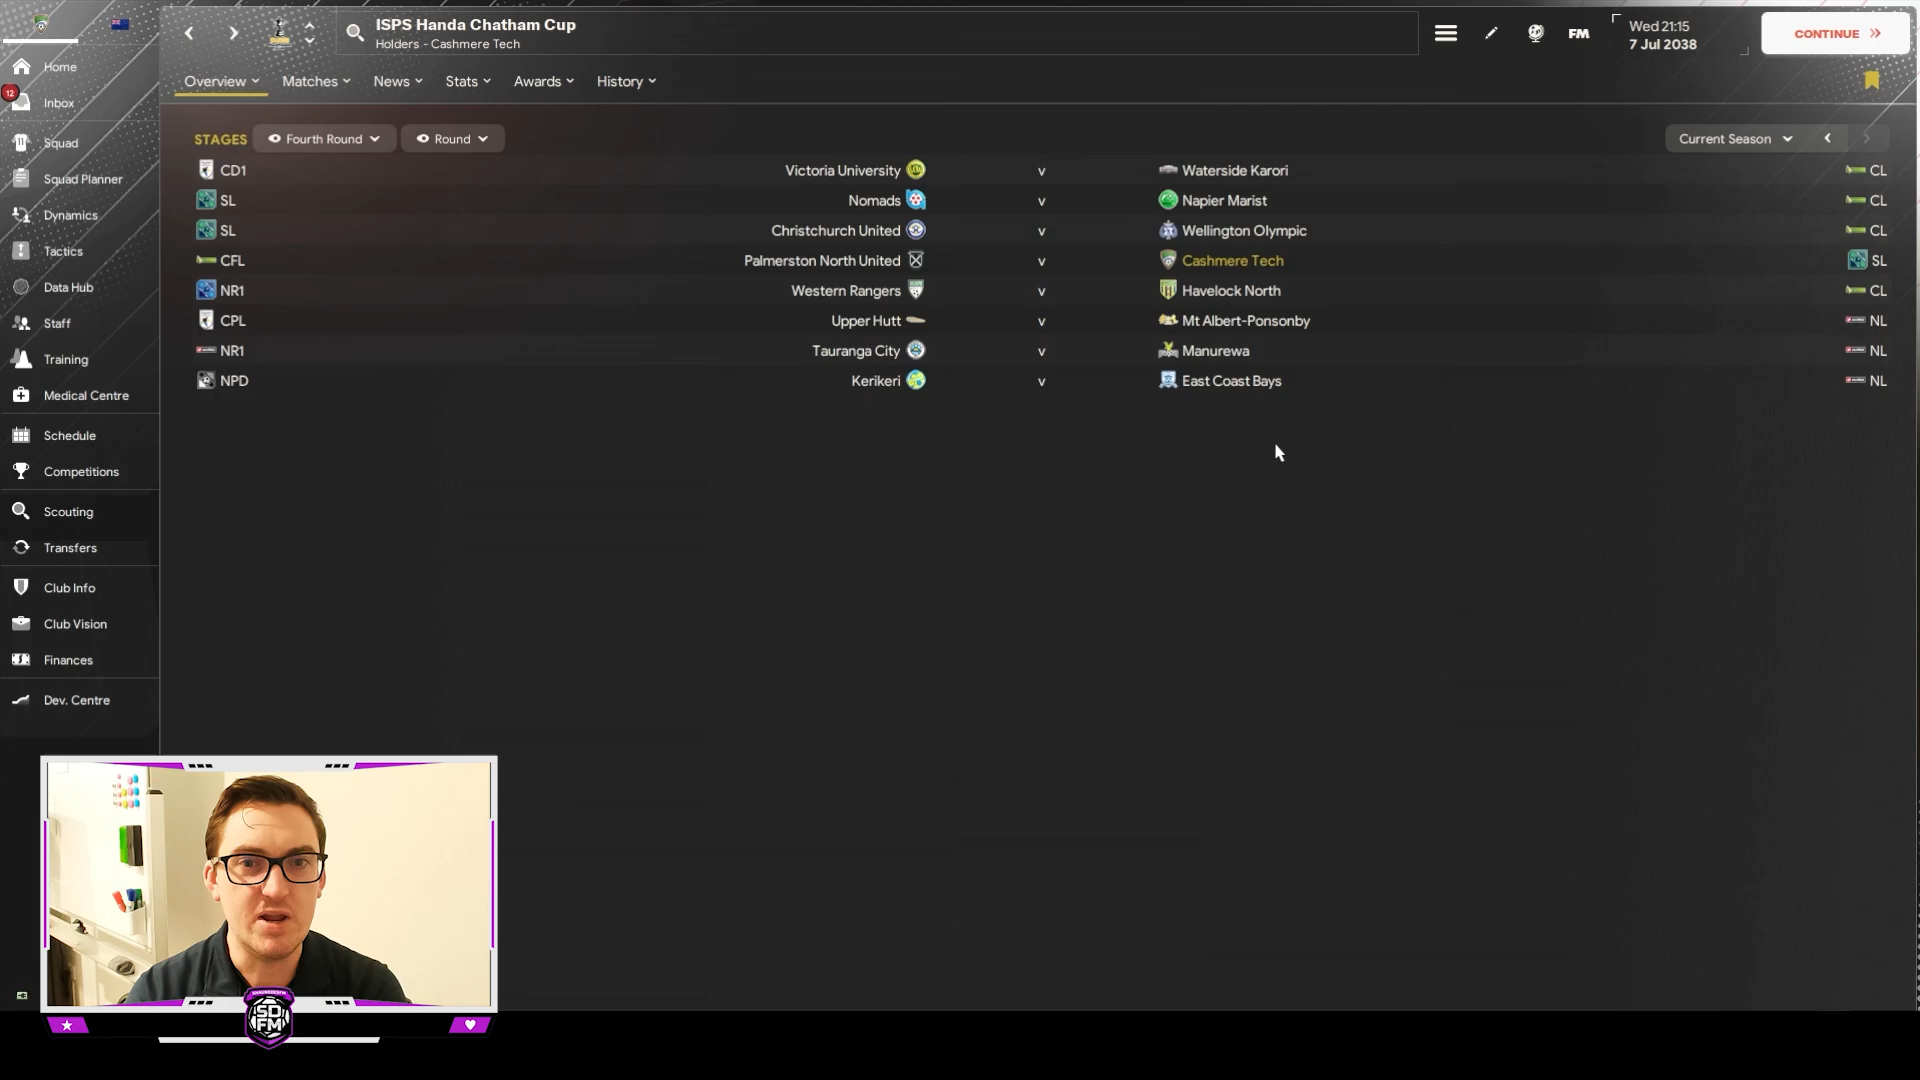 ISPS Handa Chatham Cup
Holders - Cashmere Tech
FM
Wed 21:15
7 Jul 2038
CONTINUE
Home
12
Inbox
Squad
Squad Planner
Dynamics
Tactics
Data Hub
Staff
Training
Medical Centre
Schedule
Competitions
Scouting
Transfers
Club Info
Club Vision
Finances
Dev. Centre
Overview Matches News Stats Awards History
STAGES Fourth Round Round Current Season
CD1 Victoria University v Waterside Karori CL
SL Nomads v Napier Marist CL
SL Christchurch United v Wellington Olympic CL
CFL Palmerston North United v Cashmere Tech SL
NR1 Western Rangers v Havelock North CL
CPL Upper Hutt v Mt Albert-Ponsonby NL
NR1 Tauranga City v Manurewa NL
NPD Kerikeri v East Coast Bays NL
SD
FM